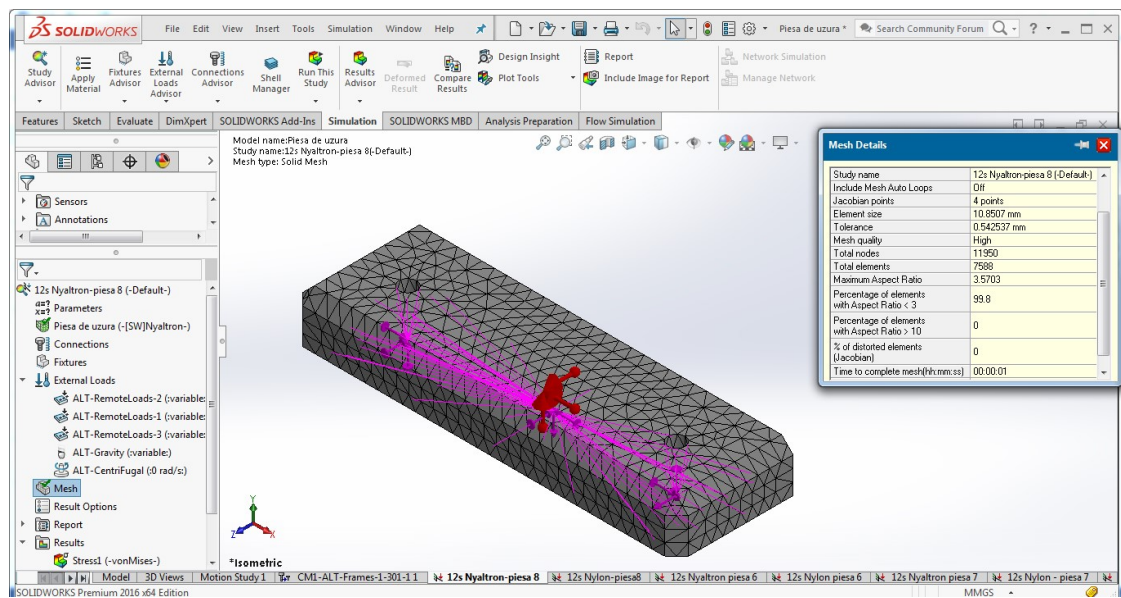 SOLIDWORKS File Edit View Insert Tools Simulation Window Help Piesa de uzura * Search Community Forum ?
Study Advisor
Apply Material
Fixtures Advisor
External Loads Advisor
Connections Advisor
Shell Manager
Run This Study
Results Advisor
Deformed Result
Compare Results
Design Insight
Plot Tools
Report
Include Image for Report
Network Simulation
Manage Network
Features Sketch Evaluate DimXpert SOLIDWORKS Add-Ins Simulation SOLIDWORKS MBD Analysis Preparation Flow Simulation
Sensors
Annotations
12s Nyaltron-piesa 8 (-Default-)
Parameters
Piesa de uzura (-[SW]Nyaltron-)
Connections
Fixtures
External Loads
ALT-RemoteLoads-2 (:variable:
ALT-RemoteLoads-1 (:variable:
ALT-RemoteLoads-3 (:variable:
ALT-Gravity (:variable:)
ALT-CentriFugal (:0 rad/s:)
Mesh
Result Options
Report
Results
Stress1 (-vonMises-)
Model name:Piesa de uzura
Study name:12s Nyaltron-piesa 8(-Default-)
Mesh type: Solid Mesh
Y
Z
X
*Isometric
Mesh Details
Study name 12s Nyaltron-piesa 8 (-Default-)
Include Mesh Auto Loops Off
Jacobian points 4 points
Element size 10.8507 mm
Tolerance 0.542537 mm
Mesh quality High
Total nodes 11950
Total elements 7588
Maximum Aspect Ratio 3.5703
Percentage of elements
with Aspect Ratio < 3 99.8
Percentage of elements
with Aspect Ratio > 10 0
% of distorted elements
(Jacobian) 0
Time to complete mesh(hh:mm:ss) 00:00:01
Model 3D Views Motion Study 1 CM1-ALT-Frames-1-301-1 1 12s Nyaltron-piesa 8 12s Nylon-piesa8 12s Nyaltron piesa 6 12s Nylon piesa 6 12s Nyaltron piesa 7 12s Nylon - piesa 7
SOLIDWORKS Premium 2016 x64 Edition MMGS